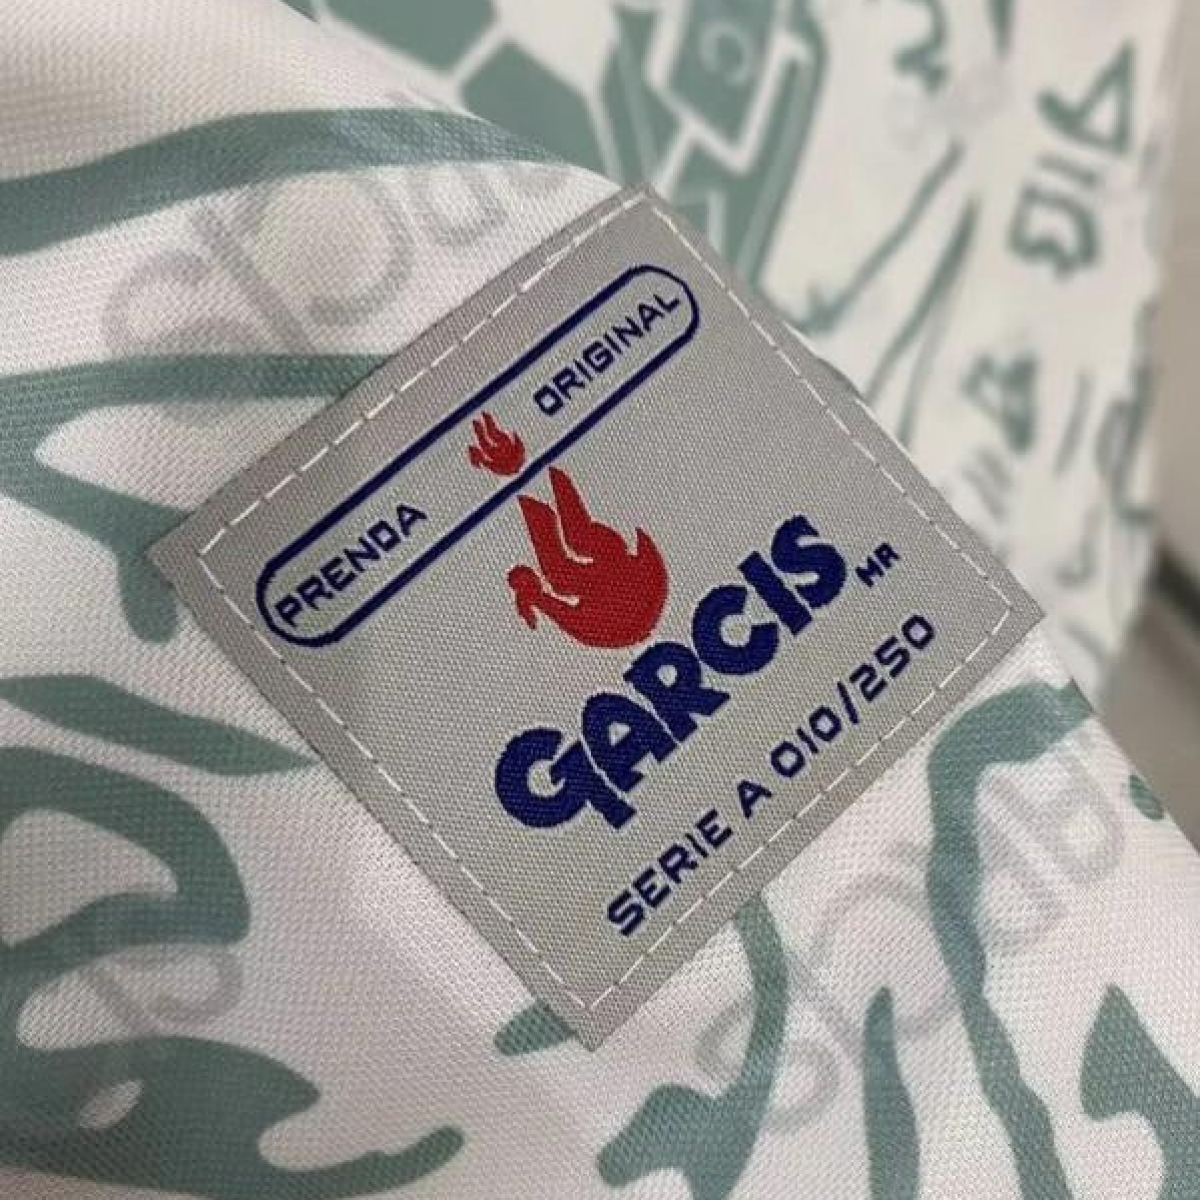 PRENDA ORIGINAL
GARCIS MR
SERIE A 010/250